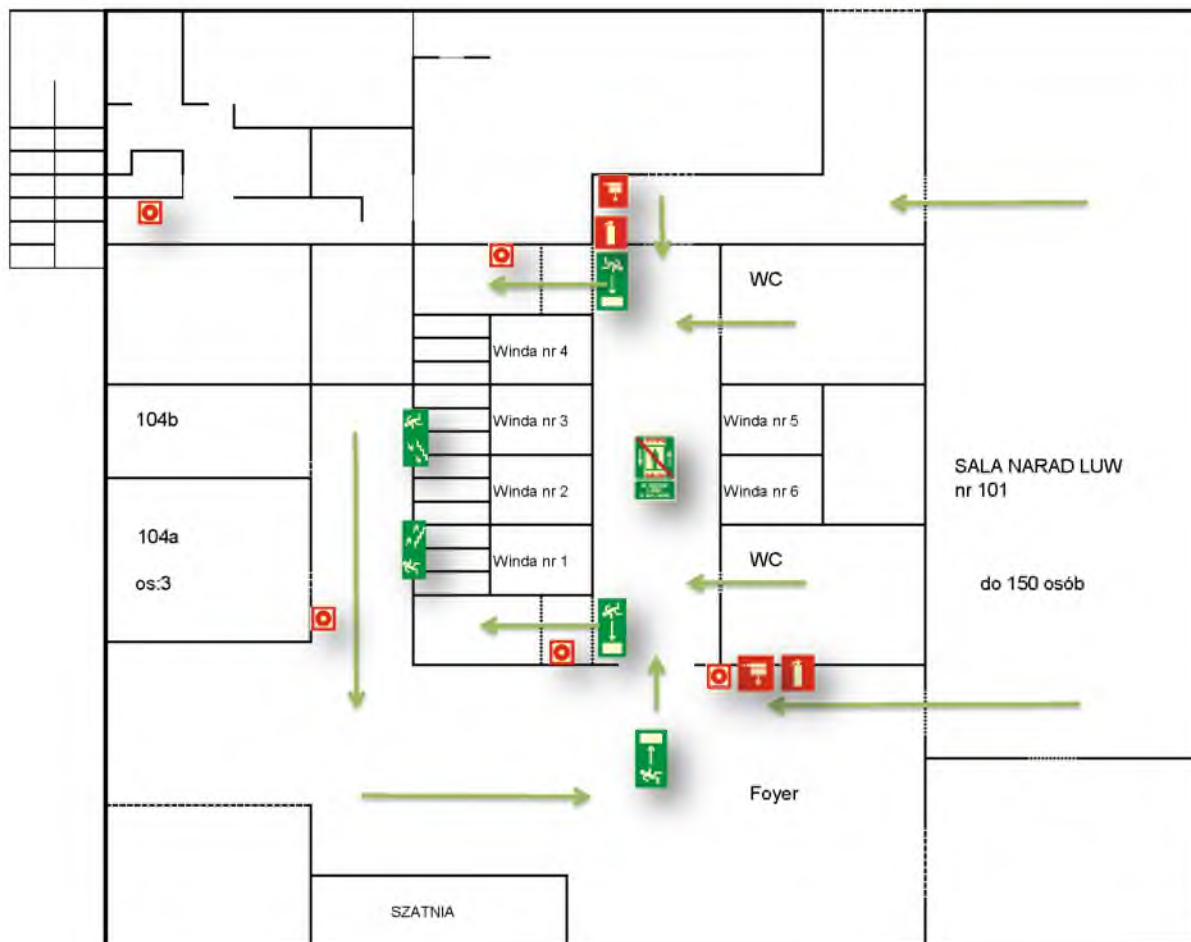 WC
Winda nr 4
104b
Winda nr 3
Winda nr 5
SALA NARAD LUW
nr 101
Winda nr 2
Winda nr 6
104a
os:3
Winda nr 1
WC
do 150 osób
Foyer
SZATNIA